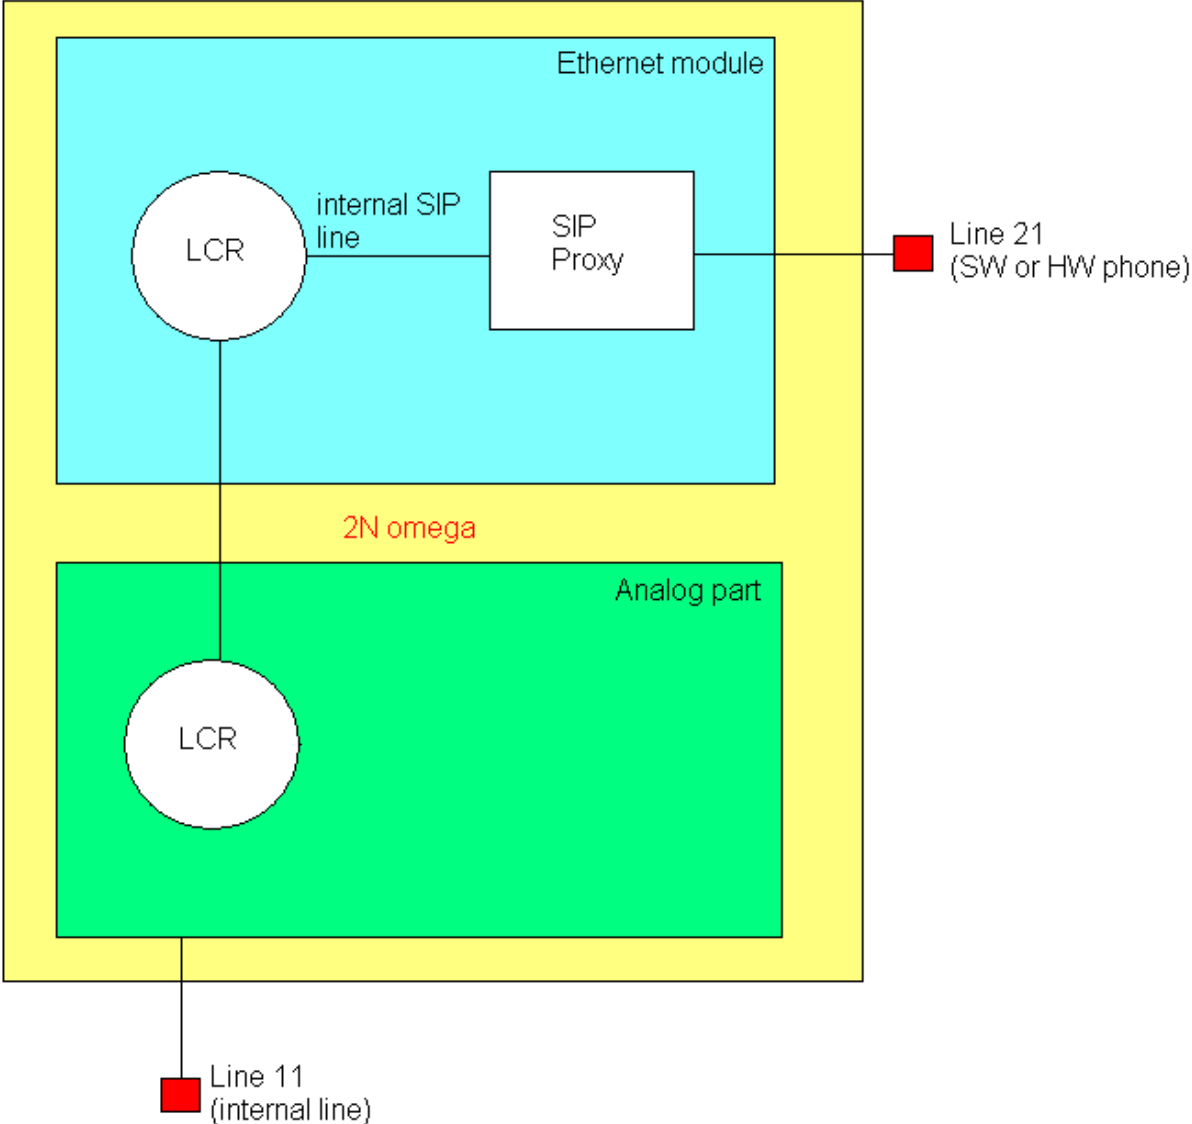 Ethernet module
internal SIP
line
LCR
SIP
Proxy
Line 21
(SW or HW phone)
2N omega
Analog part
LCR
Line 11
(internal line)